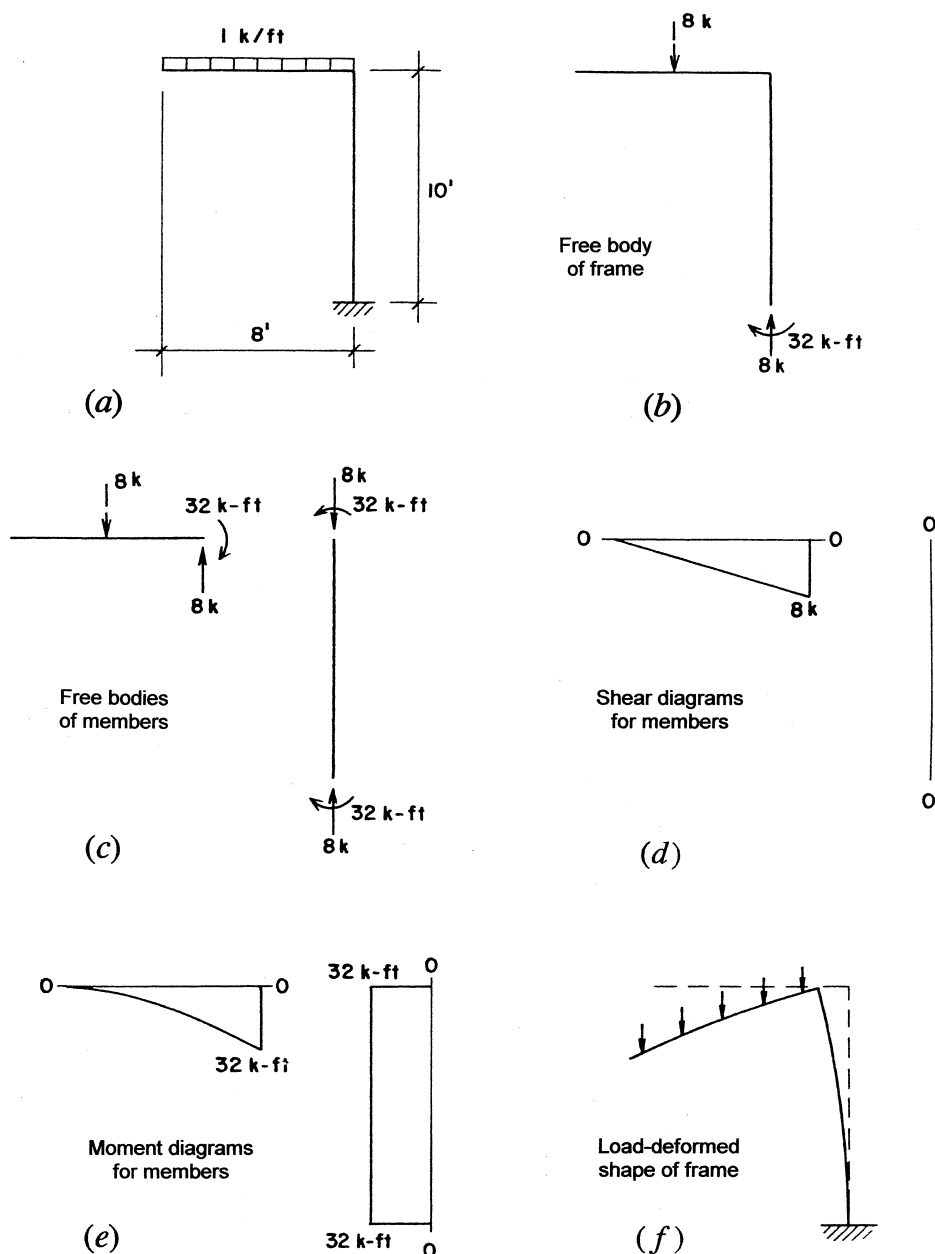 1 k/ft
10'
8'
(a)
8 k
Free body
of frame
32 k-ft
8 k
(b)
8 k
32 k-ft
8 k
Free bodies
of members
8 k
32 k-ft
32 k-ft
8 k
(c)
0
0
8 k
0
0
Shear diagrams
for members
(d)
0
0
32 k-ft
Moment diagrams
for members
32 k-ft
0
32 k-ft
0
(e)
Load-deformed
shape of frame
(f)